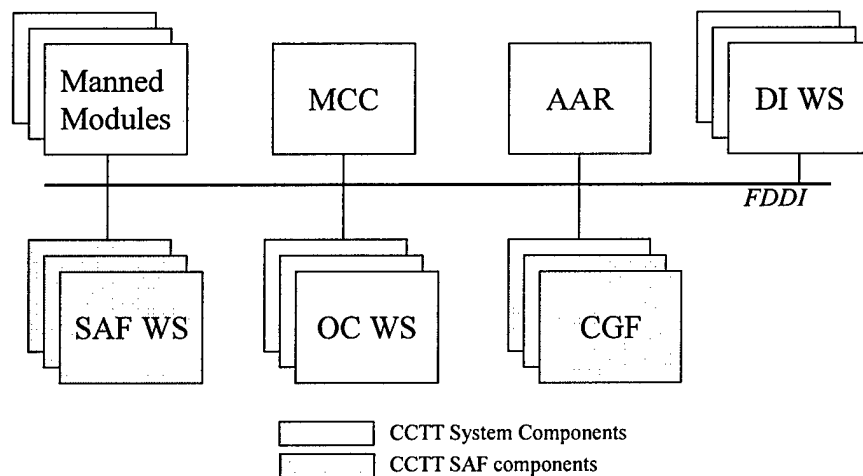 Manned
Modules
MCC
AAR
DI WS
FDDI
SAF WS
OC WS
CGF
CCTT System Components
CCTT SAF components